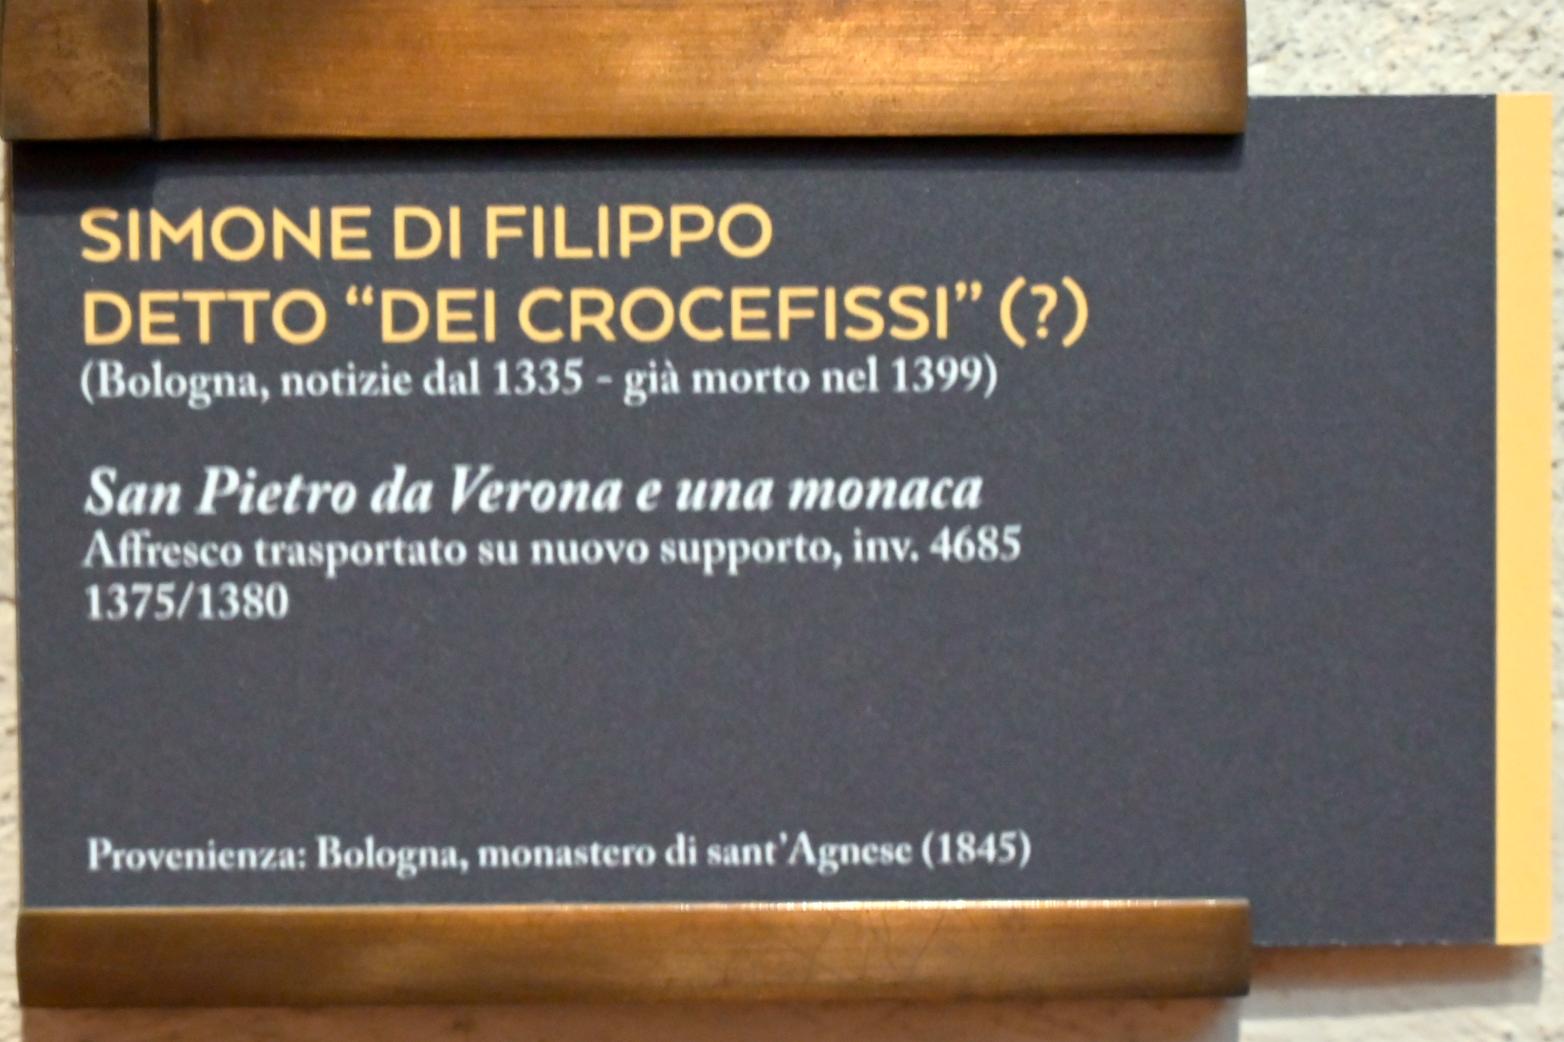 SIMONE DI FILIPPO
DETTO “DEI CROCEFISSI” (?)
(Bologna, notizie dal 1335 - già morto nel 1399)
San Pietro da Verona e una monaca
Affresco trasportato su nuovo supporto, inv. 4685
1375/1380
Provenienza: Bologna, monastero di sant’Agnese (1845)